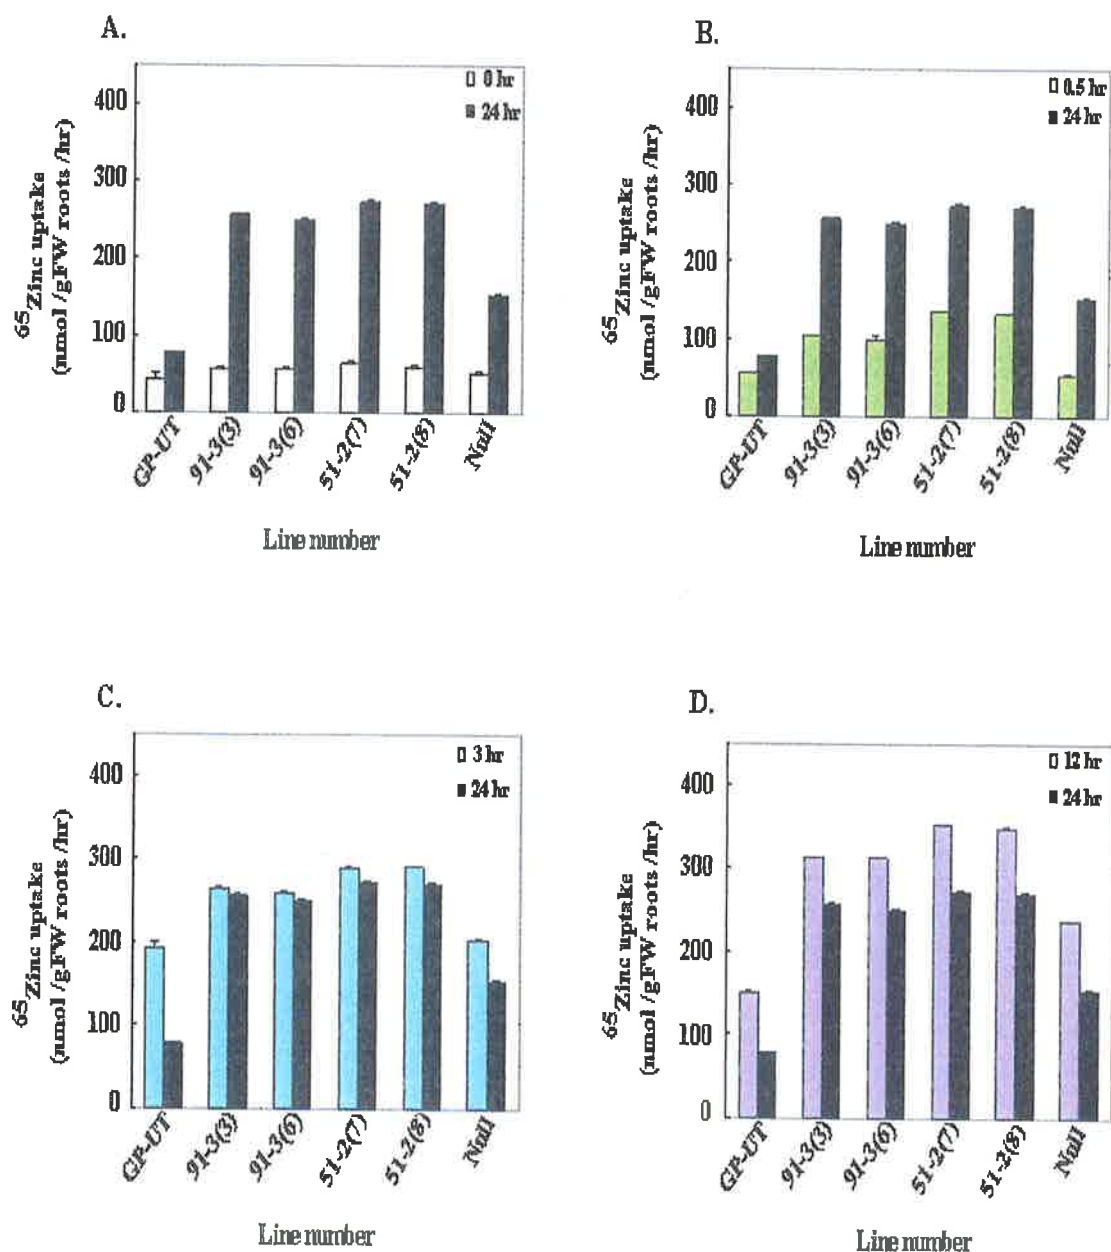 A.
0 hr
24 hr
400
300
200
100
0
65Zinc uptake
(nmol /gFW roots /hr)
GP-UT
91-3(3)
91-3(6)
51-2(7)
51-2(8)
Null
Line number
B.
0.5 hr
24 hr
400
300
200
100
0
65Zinc uptake
(nmol /gFW roots /hr)
GP-UT
91-3(3)
91-3(6)
51-2(7)
51-2(8)
Null
Line number
C.
3 hr
24 hr
400
300
200
100
0
65Zinc uptake
(nmol /gFW roots /hr)
GP-UT
91-3(3)
91-3(6)
51-2(7)
51-2(8)
Null
Line number
D.
12 hr
24 hr
400
300
200
100
0
65Zinc uptake
(nmol /gFW roots /hr)
GP-UT
91-3(3)
91-3(6)
51-2(7)
51-2(8)
Null
Line number